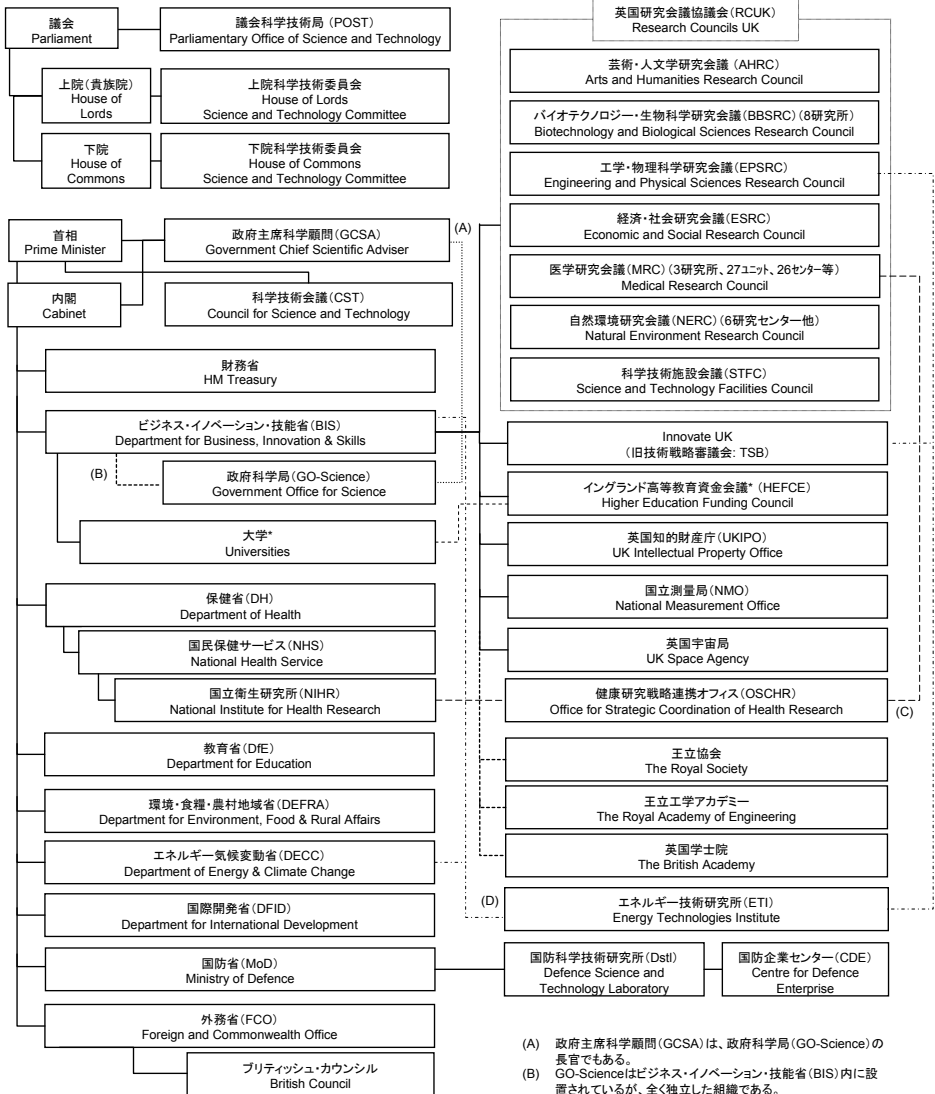 議会
Parliament
議会科学技術局(POST)
Parliamentary Office of Science and Technology
上院(貴族院)
House of
Lords
上院科学技術委員会
House of Lords
Science and Technology Committee
下院
House of
Commons
下院科学技術委員会
House of Commons
Science and Technology Committee
首相
Prime Minister
政府主席科学顧問(GCSA)
Government Chief Scientific Adviser
(A)
内閣
Cabinet
科学技術会議(CST)
Council for Science and Technology
財務省
HM Treasury
ビジネス・イノベーション・技能省(BIS)
Department for Business, Innovation & Skills
(B)
政府科学局(GO-Science)
Government Office for Science
大学*
Universities
保健省(DH)
Department of Health
国民保健サービス(NHS)
National Health Service
国立衛生研究所(NIHR)
National Institute for Health Research
教育省(DfE)
Department for Education
環境・食糧・農村地域省(DEFRA)
Department for Environment, Food & Rural Affairs
エネルギー気候変動省(DECC)
Department of Energy & Climate Change
国際開発省(DFID)
Department for International Development
国防省(MoD)
Ministry of Defence
外務省(FCO)
Foreign and Commonwealth Office
ブリティッシュ・カウンシル
British Council
英国研究会議協議会(RCUK)
Research Councils UK
芸術・人文学研究会議 (AHRC)
Arts and Humanities Research Council
バイオテクノロジー・生物科学研究会議(BBSRC)(8研究所)
Biotechnology and Biological Sciences Research Council
工学・物理科学研究会議(EPSRC)
Engineering and Physical Sciences Research Council
経済・社会研究会議(ESRC)
Economic and Social Research Council
医学研究会議(MRC)(3研究所、27ユニット、26センター等)
Medical Research Council
自然環境研究会議(NERC)(6研究センター他)
Natural Environment Research Council
科学技術施設会議(STFC)
Science and Technology Facilities Council
Innovate UK
(旧技術戦略審議会: TSB)
イングランド高等教育資金会議* (HEFCE)
Higher Education Funding Council
英国知的財産庁(UKIPO)
UK Intellectual Property Office
国立測量局(NMO)
National Measurement Office
英国宇宙局
UK Space Agency
健康研究戦略連携オフィス(OSCHR)
Office for Strategic Coordination of Health Research
(C)
王立協会
The Royal Society
王立工学アカデミー
The Royal Academy of Engineering
英国学士院
The British Academy
(D)
エネルギー技術研究所(ETI)
Energy Technologies Institute
国防科学技術研究所(Dstl)
Defence Science and
Technology Laboratory
国防企業センター(CDE)
Centre for Defence
Enterprise
(A) 政府主席科学顧問(GCSA)は、政府科学局(GO-Science)の
長官でもある。
(B) GO-Scienceはビジネス・イノベーション・技能省(BIS)内に設
置されているが、全く独立した組織である。